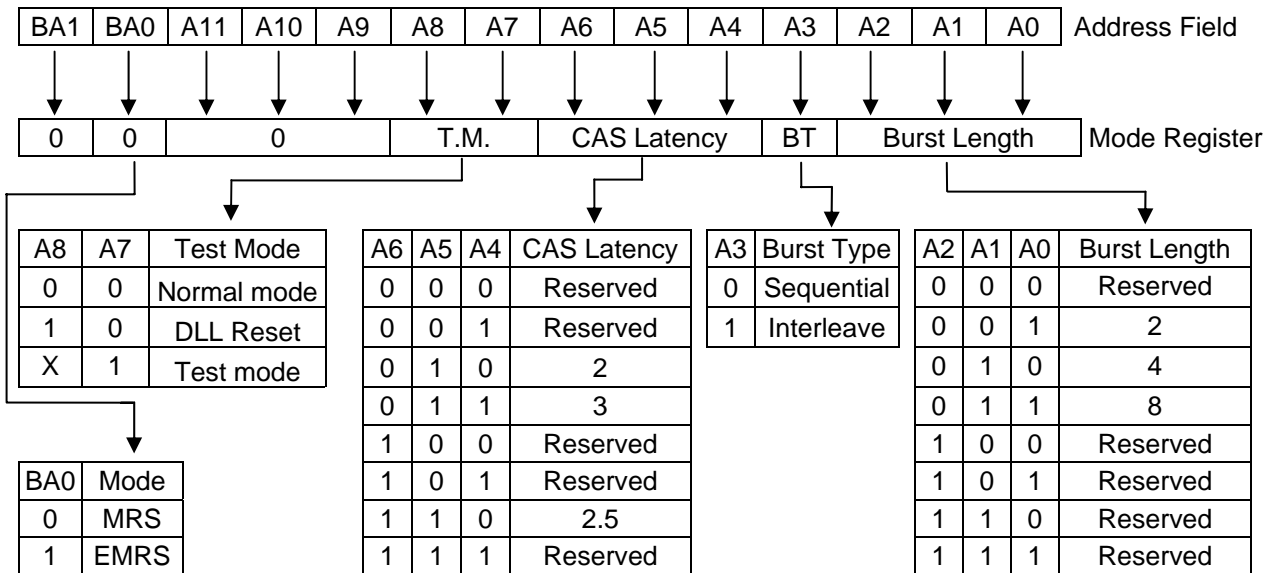 BA1 BA0 A11 A10 A9 A8 A7 A6 A5 A4 A3 A2 A1 A0 Address Field
0 0 0 T.M. CAS Latency BT Burst Length Mode Register
A8 A7 Test Mode
0 0 Normal mode
1 0 DLL Reset
X 1 Test mode
BA0 Mode
0 MRS
1 EMRS
A6 A5 A4 CAS Latency
0 0 0 Reserved
0 0 1 Reserved
0 1 0 2
0 1 1 3
1 0 0 Reserved
1 0 1 Reserved
1 1 0 2.5
1 1 1 Reserved
A3 Burst Type
0 Sequential
1 Interleave
A2 A1 A0 Burst Length
0 0 0 Reserved
0 0 1 2
0 1 0 4
0 1 1 8
1 0 0 Reserved
1 0 1 Reserved
1 1 0 Reserved
1 1 1 Reserved